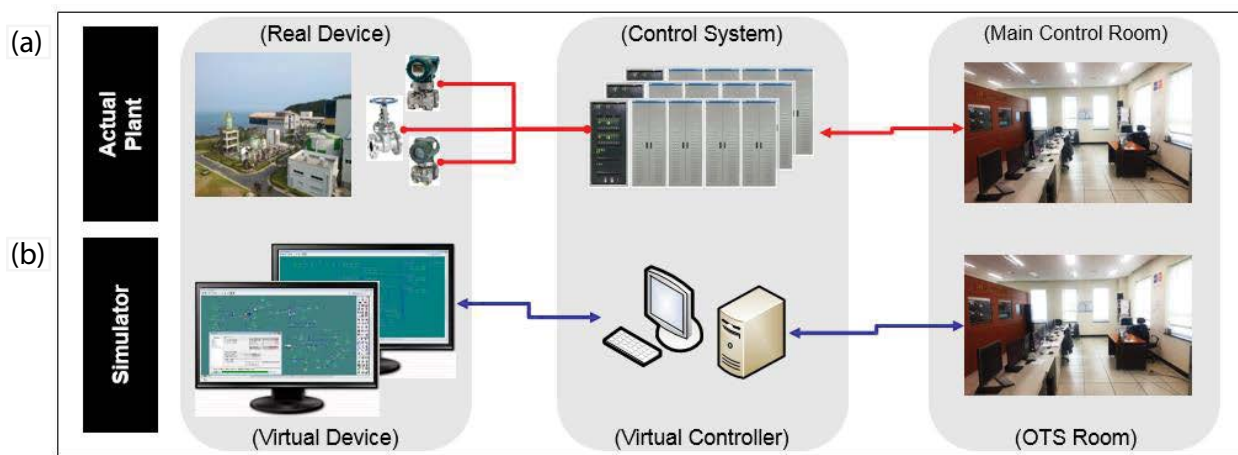 (a)
Actual
Plant
(Real Device)
(Control System)
(Main Control Room)
(b)
Simulator
(Virtual Device)
(Virtual Controller)
(OTS Room)